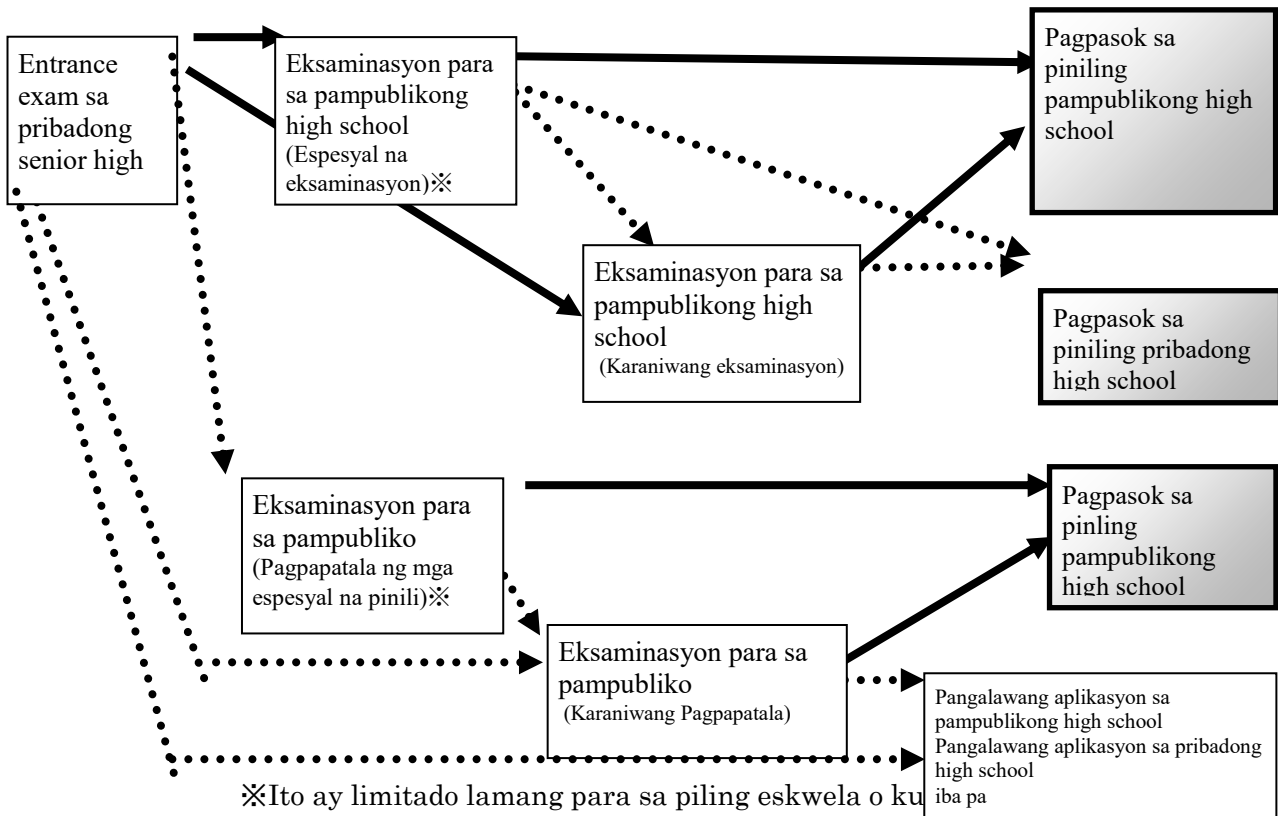 Entrance
exam sa
pribadong
senior high
Eksaminasyon para
sa pampublikong
high school
(Espesyal na
eksaminasyon)※
Pagpasok sa
piniling
pampublikong high
school
Eksaminasyon para sa
pampublikong high
school
(Karaniwang eksaminasyon)
Pagpasok sa
piniling pribadong
high school
Eksaminasyon para
sa pampubliko
(Pagpapatala ng mga
espesyal na pinili)※
Pagpasok sa
pinling
pampublikong
high school
Eksaminasyon para sa
pampubliko
(Karaniwang Pagpapatala)
Pangalawang aplikasyon sa
pampublikong high school
Pangalawang aplikasyon sa pribadong
high school
iba pa
※Ito ay limitado lamang para sa piling eskwela o